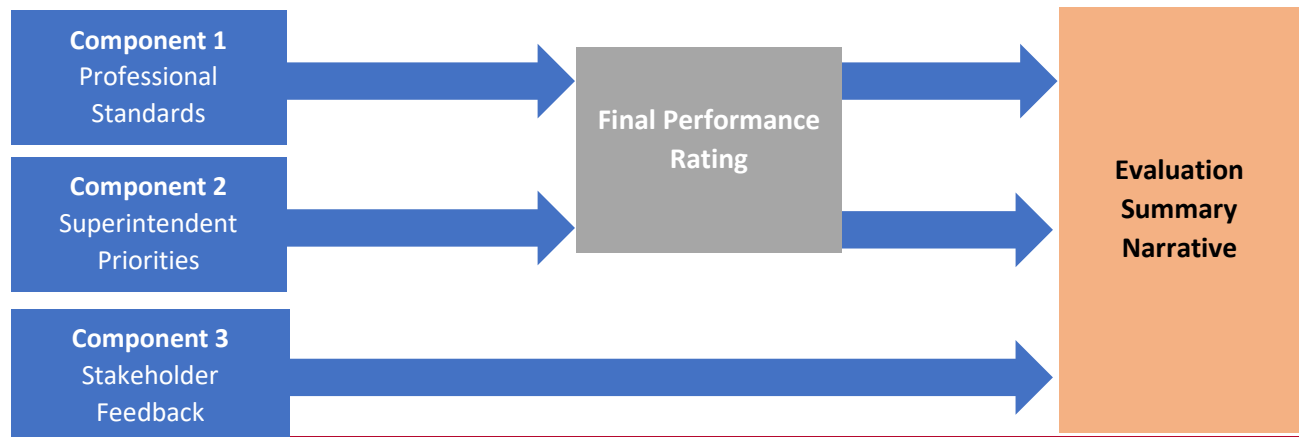 Component 1
Professional
Standards
Final Performance
Rating
Component 2
Superintendent
Priorities
Evaluation
Summary
Narrative
Component 3
Stakeholder
Feedback